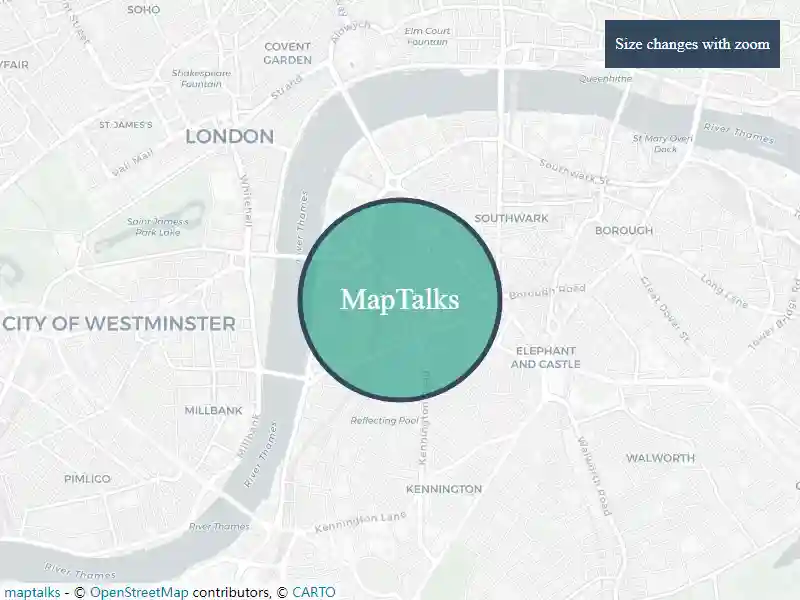 SOHO
COVENT
GARDEN
Aldwych
Elm Court
Fountain
Size changes with zoom
Shakespeare
Fountain
Strand
Queenhithe
ST JAMES'S
LONDON
Pall Mall
St Mary Overi
Dock
River Thames
Southwark St
Whitehall
Saint James's
Park Lake
River Thames
SOUTHWARK
BOROUGH
MapTalks
Borough Road
Great Dover St
Long Lane
Tower Bridge Rd
CITY OF WESTMINSTER
ELEPHANT
AND CASTLE
MILLBANK
Millbank
Reflecting Pool
Kennington Road
River Thames
Walworth Road
WALWORTH
PIMLICO
KENNINGTON
River Thames
Kennington Lane
River Thames
maptalks - © OpenStreetMap contributors, © CARTO